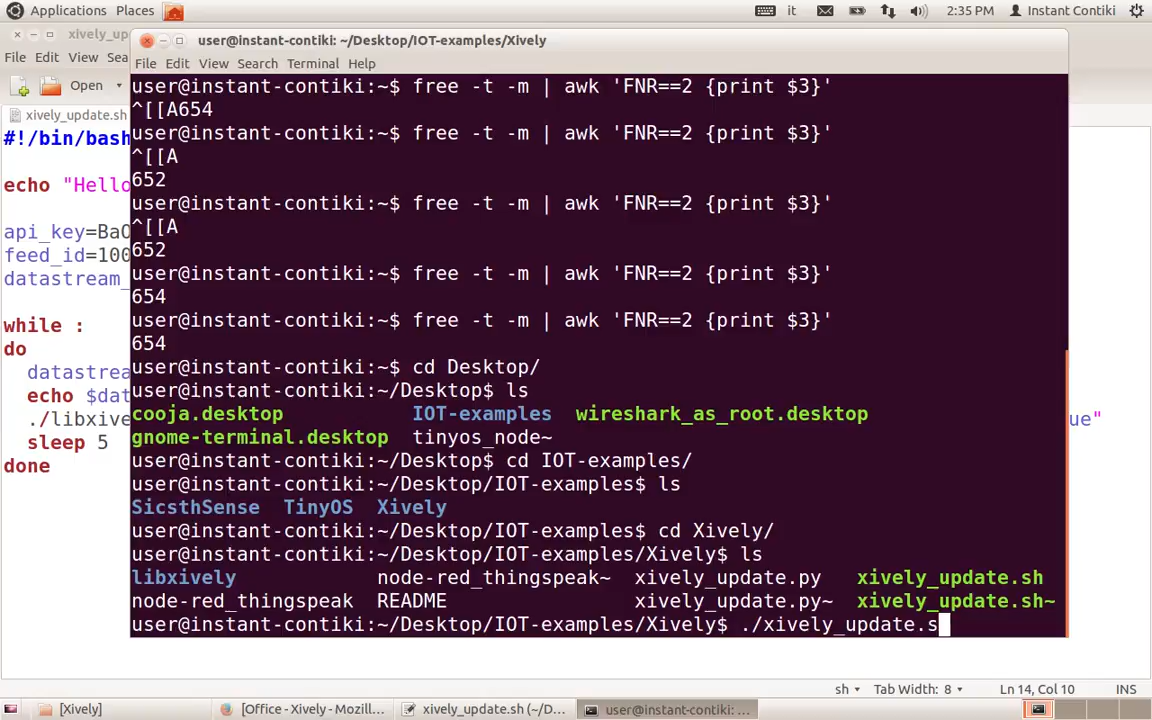 Applications Places it 2:35 PM Instant Contiki
xively_up
user@instant-contiki: ~/Desktop/IOT-examples/Xively
File Edit View Sea
File Edit View Search Terminal Help
Open
xively_update.sh
#!/bin/bash
echo "Hello
api_key=BaO
feed_id=100
datastream_
while :
do
datastrea
echo $dat
./libxive
ue"
sleep 5
done
user@instant-contiki:~$ free -t -m | awk 'FNR==2 {print $3}'
^[[A654
user@instant-contiki:~$ free -t -m | awk 'FNR==2 {print $3}'
^[[A
652
user@instant-contiki:~$ free -t -m | awk 'FNR==2 {print $3}'
^[[A
652
user@instant-contiki:~$ free -t -m | awk 'FNR==2 {print $3}'
654
user@instant-contiki:~$ free -t -m | awk 'FNR==2 {print $3}'
654
user@instant-contiki:~$ cd Desktop/
user@instant-contiki:~/Desktop$ ls
cooja.desktop IOT-examples wireshark_as_root.desktop
gnome-terminal.desktop tinyos_node~
user@instant-contiki:~/Desktop$ cd IOT-examples/
user@instant-contiki:~/Desktop/IOT-examples$ ls
SicsthSense TinyOS Xively
user@instant-contiki:~/Desktop/IOT-examples$ cd Xively/
user@instant-contiki:~/Desktop/IOT-examples/Xively$ ls
libxively node-red_thingspeak~ xively_update.py xively_update.sh
node-red_thingspeak README xively_update.py~ xively_update.sh~
user@instant-contiki:~/Desktop/IOT-examples/Xively$ ./xively_update.s
sh Tab Width: 8 Ln 14, Col 10 INS
[Xively] [Office - Xively - Mozill... xively_update.sh (~/D... user@instant-contiki: ...